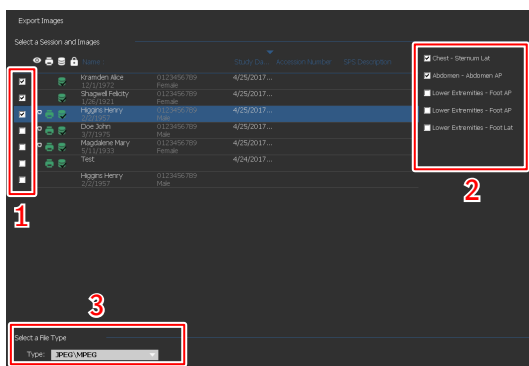 Export Images
Select a Session and Images
Name Study Da... Accession Number SPS Description
Kramden Alice 0123456789 4/25/2017...
12/1/1972 Female
Shagwell Felicity 0123456789 4/25/2017...
1/26/1921 Female
Higgins Henry 0123456789 4/25/2017...
2/2/1957 Male
Doe John 0123456789 4/25/2017...
3/7/1975 Male
Magdalene Mary 0123456789 4/25/2017...
5/11/1933 Female
Test 4/24/2017...
Higgins Henry 0123456789
2/2/1957 Male
1
Chest - Sternum Lat
Abdomen - Abdomen AP
Lower Extremities - Foot AP
Lower Extremities - Foot AP
Lower Extremities - Foot Lat
2
3
Select a File Type
Type: JPEG\MPEG